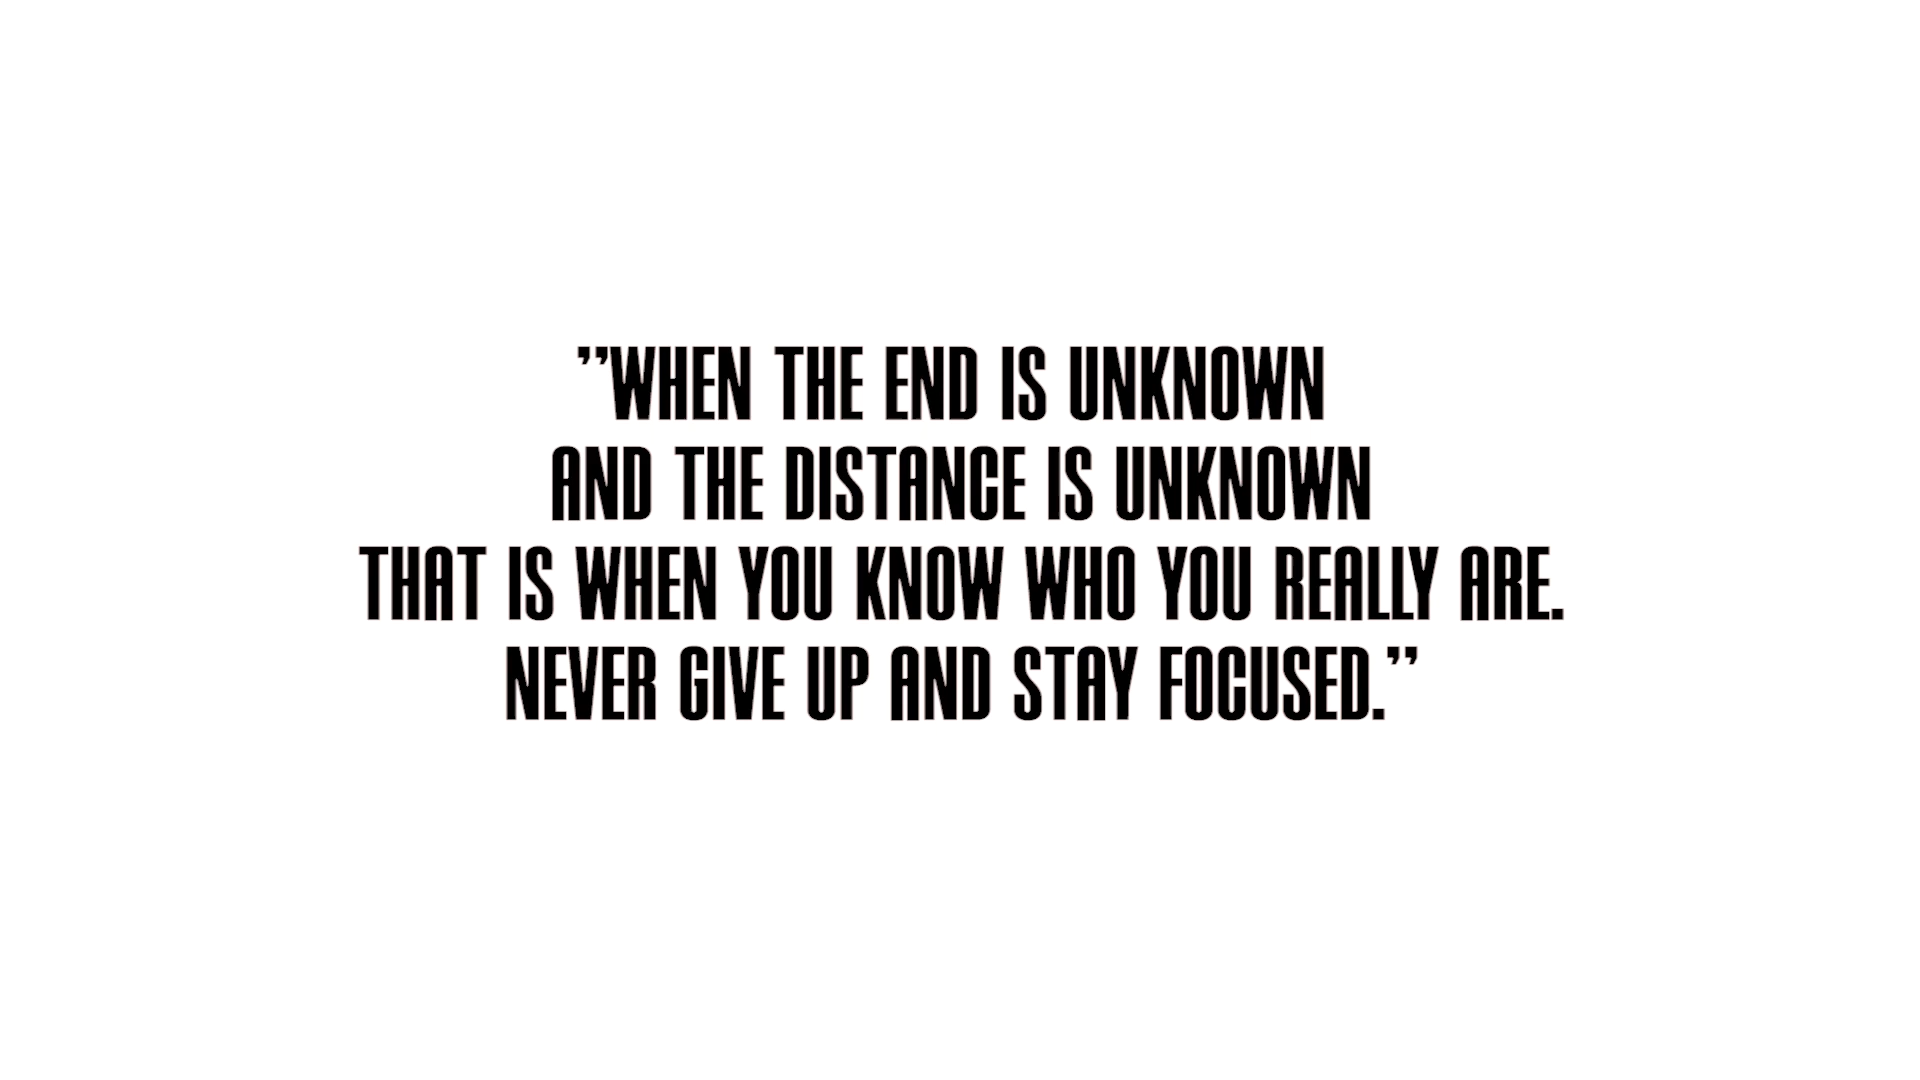 ”WHEN THE END IS UNKNOWN
AND THE DISTANCE IS UNKNOWN
THAT IS WHEN YOU KNOW WHO YOU REALLY ARE.
NEVER GIVE UP AND STAY FOCUSED.”